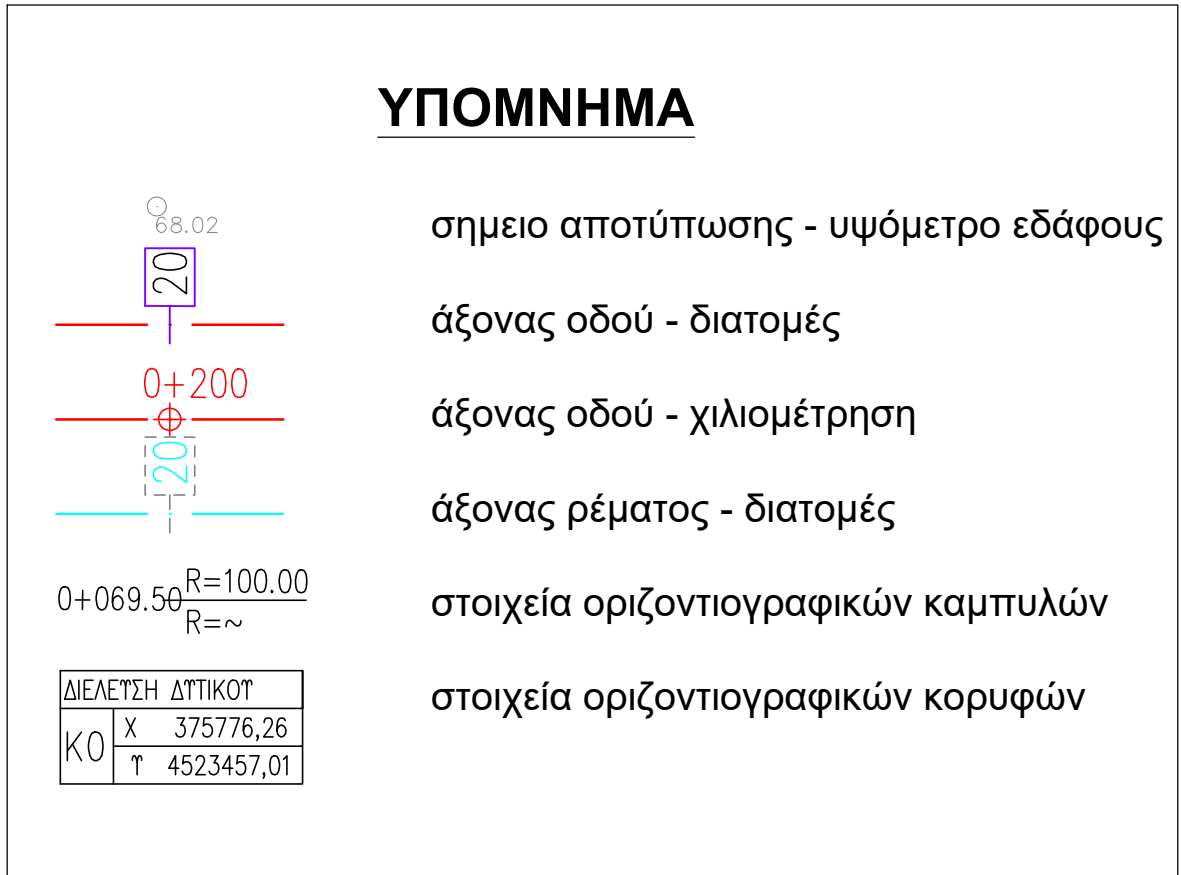 ΥΠΟΜΝΗΜΑ
68.02
σημειο αποτύπωσης - υψόμετρο εδάφους
20
άξονας οδού - διατομές
0+200
άξονας οδού - χιλιομέτρηση
20
άξονας ρέματος - διατομές
0+069.50 R=100.00
R=~
στοιχεία οριζοντιογραφικών καμπυλών
ΔΙΕΛΕΥΣΗ ΔΥΤΙΚΟΥ
στοιχεία οριζοντιογραφικών κορυφών
Κ0 Χ 375776,26
Υ 4523457,01